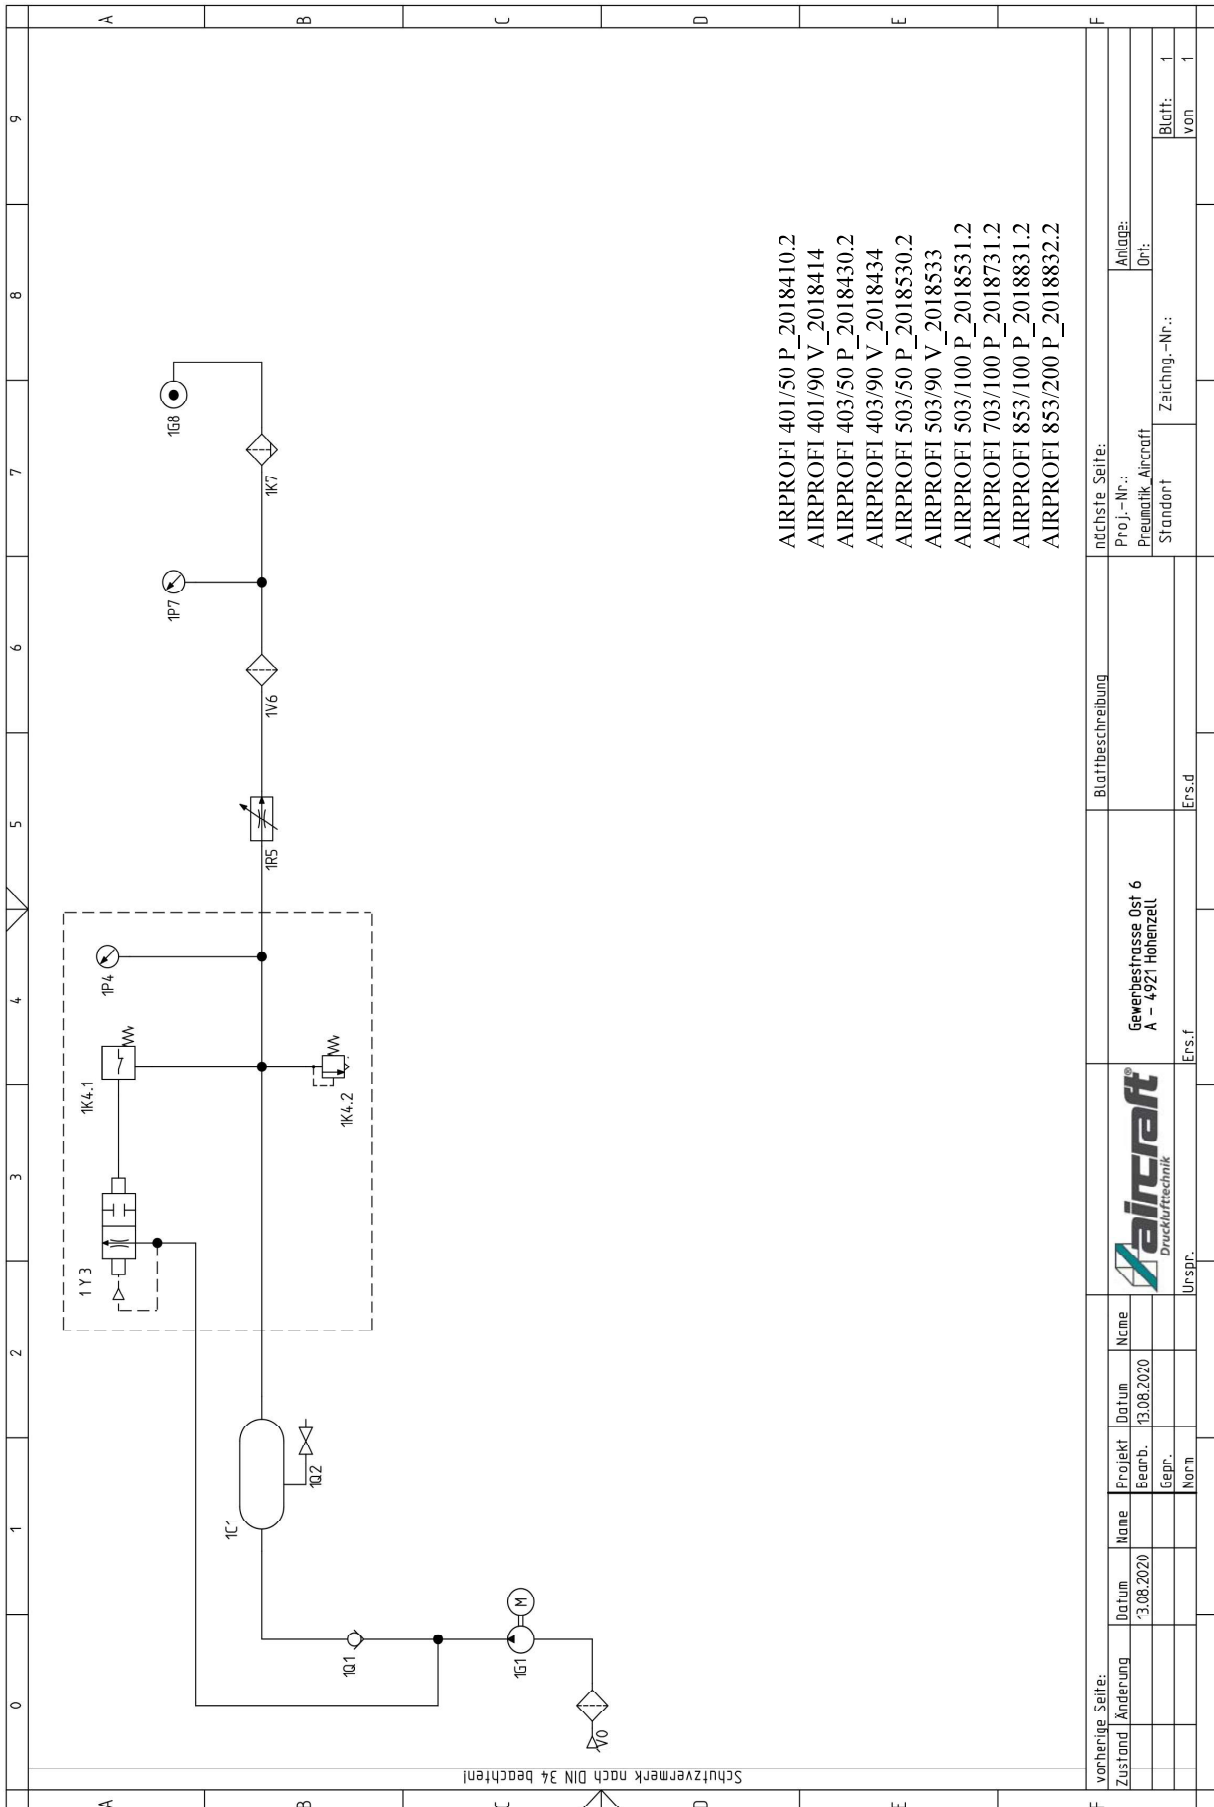 0 1 2 3 4 5 6 7 8 9
A
B
C
D
E
F
A
B
C
D
E
F
Schutzvermerk nach DIN 34 beachten!
V0
1G1
M
1Q1
1C´
1Q2
1 Y 3
1K4.1
1K4.2
1P4
1R5
1V6
1P7
1K7
1G8
AIRPROFI 401/50 P_2018410.2
AIRPROFI 401/90 V_2018414
AIRPROFI 403/50 P_2018430.2
AIRPROFI 403/90 V_2018434
AIRPROFI 503/50 P_2018530.2
AIRPROFI 503/90 V_2018533
AIRPROFI 503/100 P_2018531.2
AIRPROFI 703/100 P_2018731.2
AIRPROFI 853/100 P_2018831.2
AIRPROFI 853/200 P_2018832.2
vorherige Seite:
Zustand Änderung Datum Name
13.08.2020
Projekt Datum Name
Bearb. 13.08.2020
Gepr.
Norm
Urspr.
aircraft®
Drucklufttechnik
Gewerbestrasse Ost 6
A - 4921 Hohenzell
Ers.f
Ers.d
Blattbeschreibung
nächste Seite:
Proj.-Nr.:
Pneumatik_Aircraft
Standort
Zeichng.-Nr.:
Anlage:
Ort:
Blatt: 1
von 1